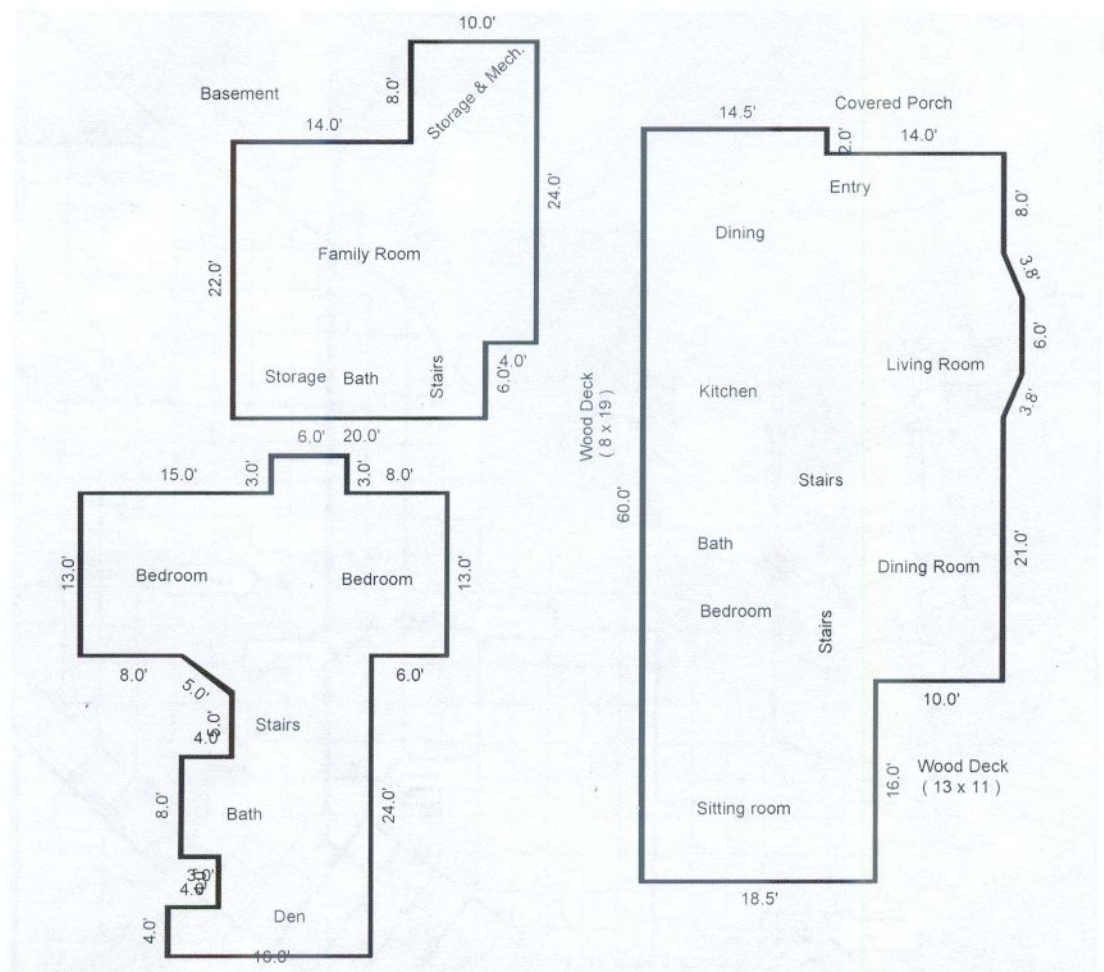 Basement
10.0'
8.0'
Storage & Mech.
14.0'
24.0'
22.0'
Family Room
Storage
Bath
Stairs
4.0'
6.0'
20.0'
Covered Porch
14.5'
2.0'
14.0'
Entry
8.0'
Dining
3.8'
6.0'
Living Room
3.8'
Kitchen
Wood Deck
( 8 x 19 )
Stairs
60.0'
Bath
Dining Room
21.0'
Bedroom
Stairs
10.0'
16.0'
Wood Deck
( 13 x 11 )
Sitting room
18.5'
6.0'
15.0'
3.0'
3.0'
8.0'
13.0'
Bedroom
Bedroom
13.0'
8.0'
5.0'
6.0'
5.0'
Stairs
4.0'
8.0'
Bath
24.0'
3.0'
4.0'
4.0'
Den
16.0'